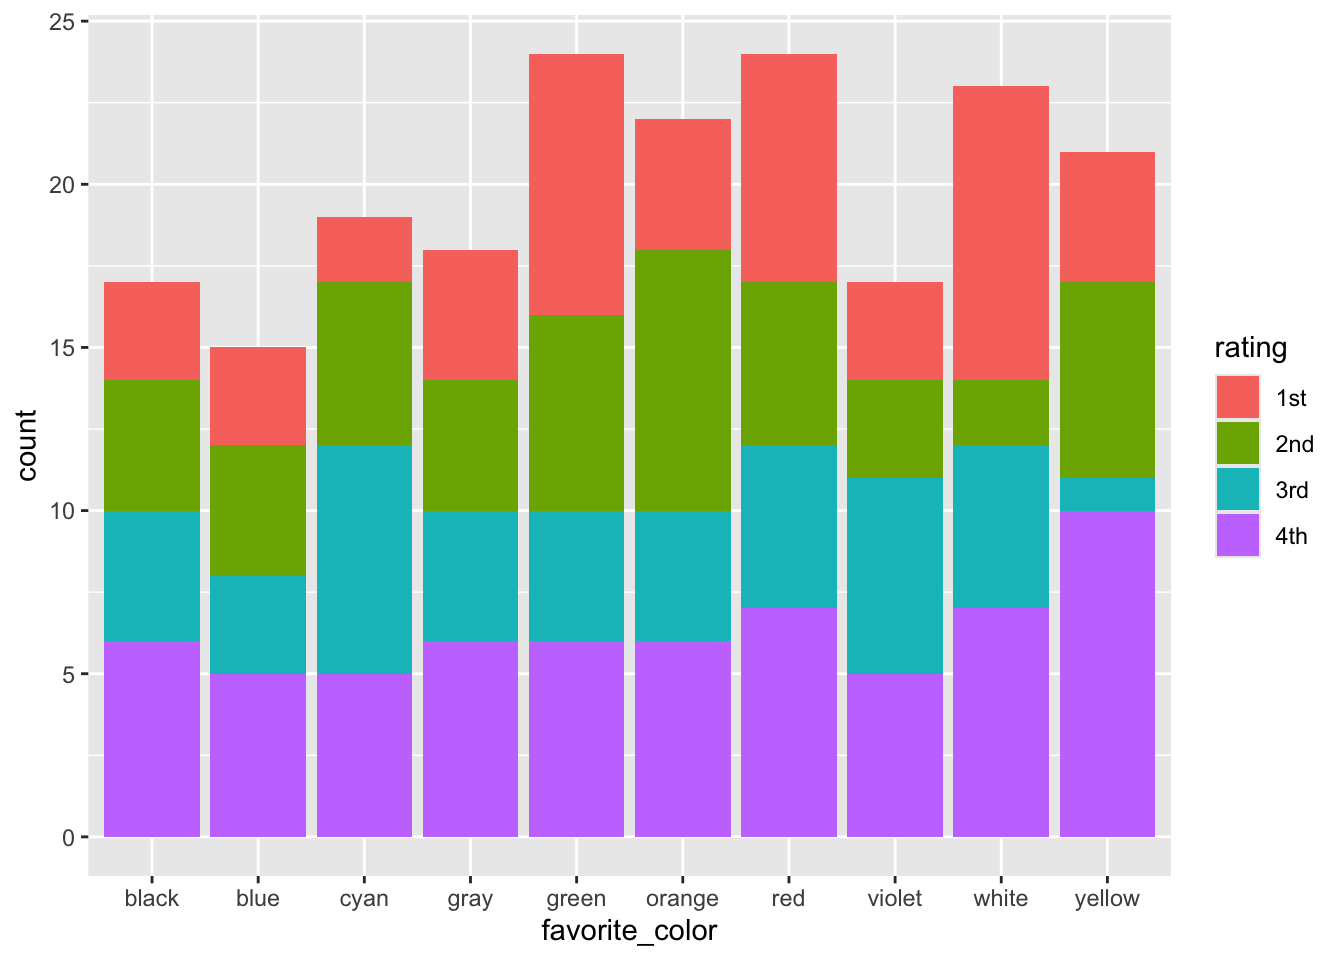 25
20
15
10
5
0
count
black blue cyan gray green orange red violet white yellow
favorite_color
rating
1st
2nd
3rd
4th